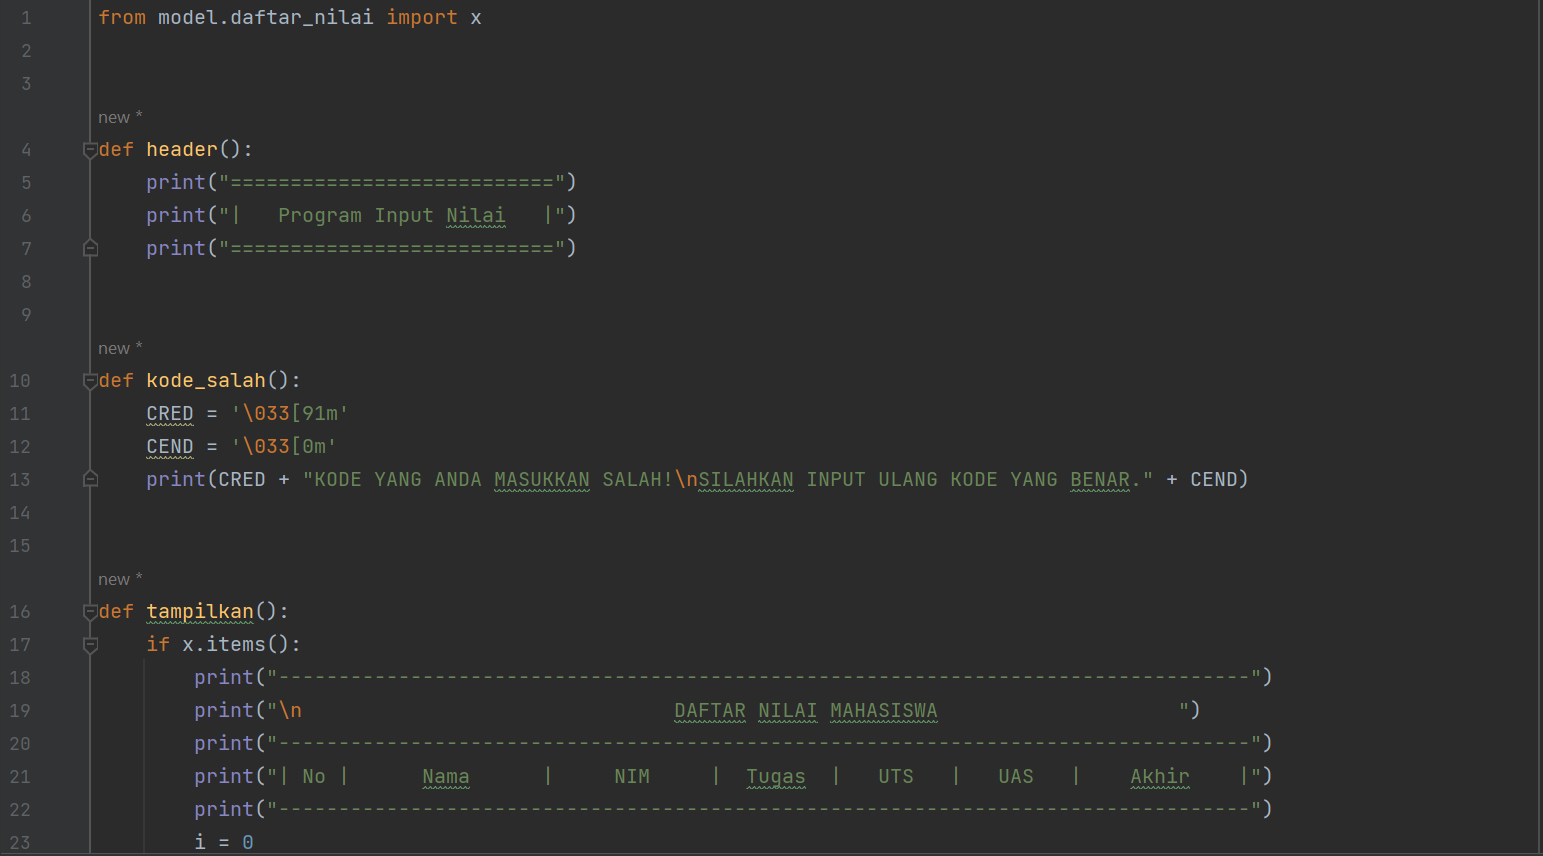 1 from model.daftar_nilai import x
2
3
new *
4 def header():
5     print("===========================")
6     print("|   Program Input Nilai   |")
7     print("===========================")
8
9
new *
10 def kode_salah():
11     CRED = '\033[91m'
12     CEND = '\033[0m'
13     print(CRED + "KODE YANG ANDA MASUKKAN SALAH!\nSILAHKAN INPUT ULANG KODE YANG BENAR." + CEND)
14
15
new *
16 def tampilkan():
17     if x.items():
18         print("---------------------------------------------------------------------------------")
19         print("\n                               DAFTAR NILAI MAHASISWA                    ")
20         print("---------------------------------------------------------------------------------")
21         print("| No |      Nama      |     NIM     |  Tugas  |   UTS   |   UAS   |    Akhir    |")
22         print("---------------------------------------------------------------------------------")
23         i = 0